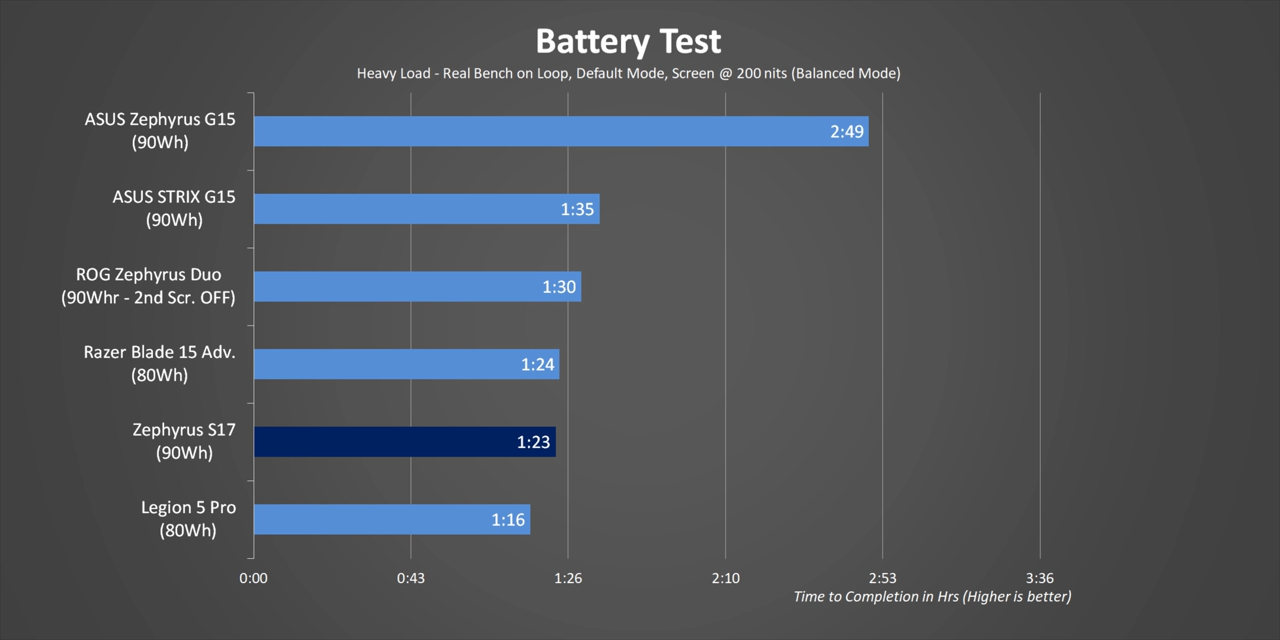 Battery Test
Heavy Load - Real Bench on Loop, Default Mode, Screen @ 200 nits (Balanced Mode)
ASUS Zephyrus G15
(90Wh)
2:49
ASUS STRIX G15
(90Wh)
1:35
ROG Zephyrus Duo
(90Whr - 2nd Scr. OFF)
1:30
Razer Blade 15 Adv.
(80Wh)
1:24
Zephyrus S17
(90Wh)
1:23
Legion 5 Pro
(80Wh)
1:16
0:00 0:43 1:26 2:10 2:53 3:36
Time to Completion in Hrs (Higher is better)